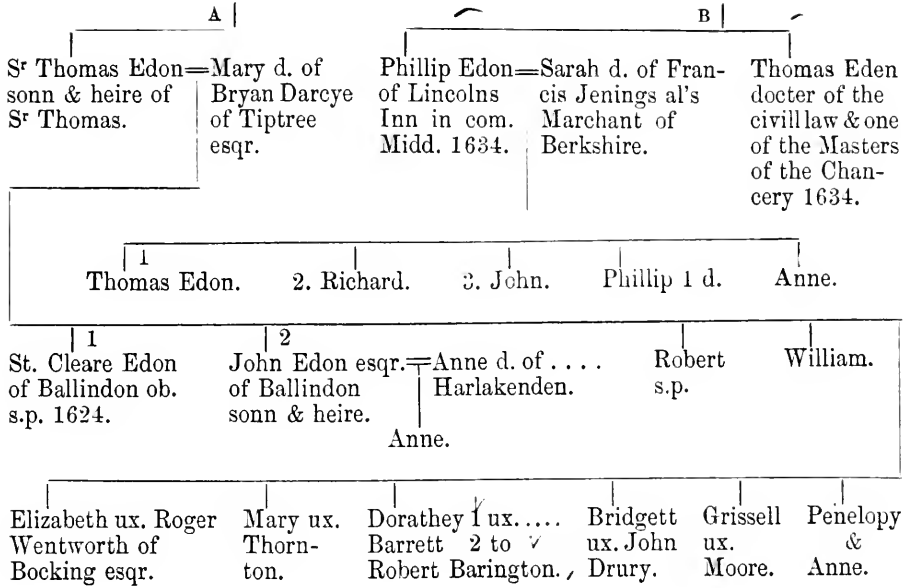 A B
Sr Thomas Edon=Mary d. of
sonn & heire of Bryan Darcye
Sr Thomas. of Tiptree
esqr.
Phillip Edon=Sarah d. of Fran-
of Lincolns cis Jenings al's
Inn in com. Marchant of
Midd. 1634. Berkshire.
Thomas Eden
docter of the
civill law & one
of the Masters
of the Chan-
cery 1634.
1
Thomas Edon. 2. Richard. 3. John. Phillip 1 d. Anne.
1
St. Cleare Edon
of Ballindon ob.
s.p. 1624.
2
John Edon esqr.=Anne d. of ....
of Ballindon Harlakenden.
sonn & heire.
Anne.
Robert
s.p.
William.
Elizabeth ux. Roger
Wentworth of
Bocking esqr.
Mary ux.
Thorn-
ton.
Dorathey 1 ux.....
Barrett 2 to
Robert Barington.
Bridgett
ux. John
Drury.
Grissell
ux.
Moore.
Penelopy
&
Anne.